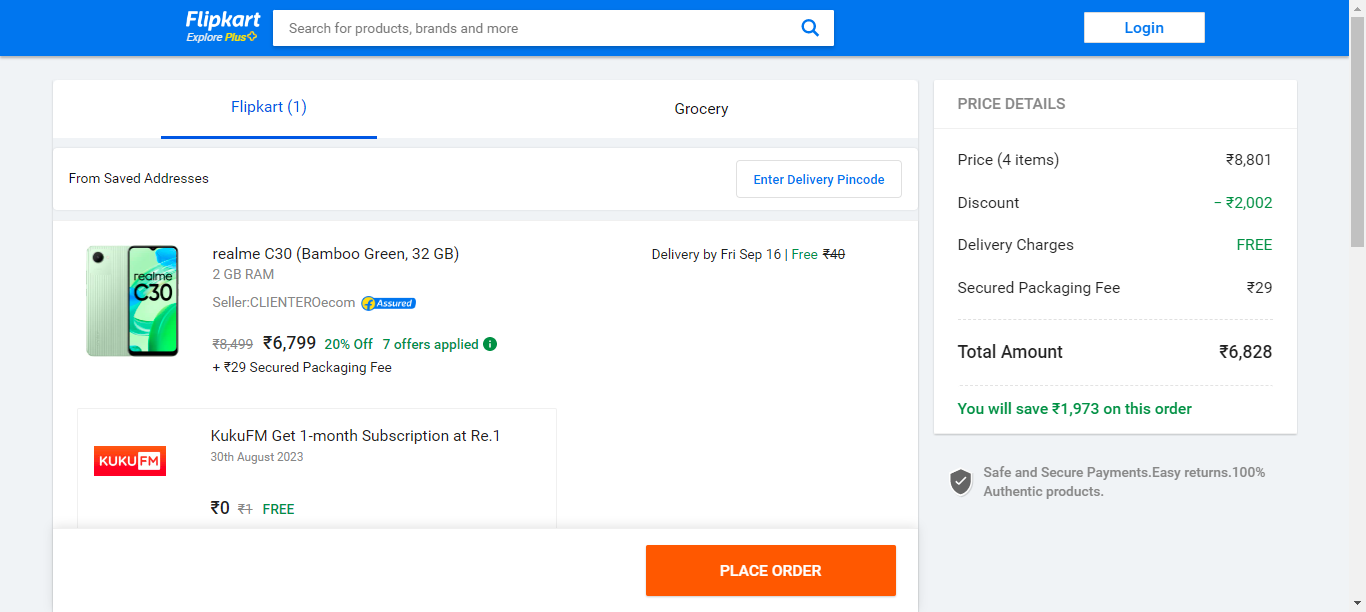 Flipkart
Explore Plus
Search for products, brands and more
Login
Flipkart (1)
Grocery
From Saved Addresses
Enter Delivery Pincode
realme
C30
realme C30 (Bamboo Green, 32 GB)
2 GB RAM
Seller:CLIENTEROecom
f Assured
₹8,499 ₹6,799 20% Off 7 offers applied i
+ ₹29 Secured Packaging Fee
Delivery by Fri Sep 16 | Free ₹40
KUKU FM
KukuFM Get 1-month Subscription at Re.1
30th August 2023
₹0 ₹1 FREE
PLACE ORDER
PRICE DETAILS
Price (4 items) ₹8,801
Discount − ₹2,002
Delivery Charges FREE
Secured Packaging Fee ₹29
Total Amount ₹6,828
You will save ₹1,973 on this order
Safe and Secure Payments.Easy returns.100%
Authentic products.